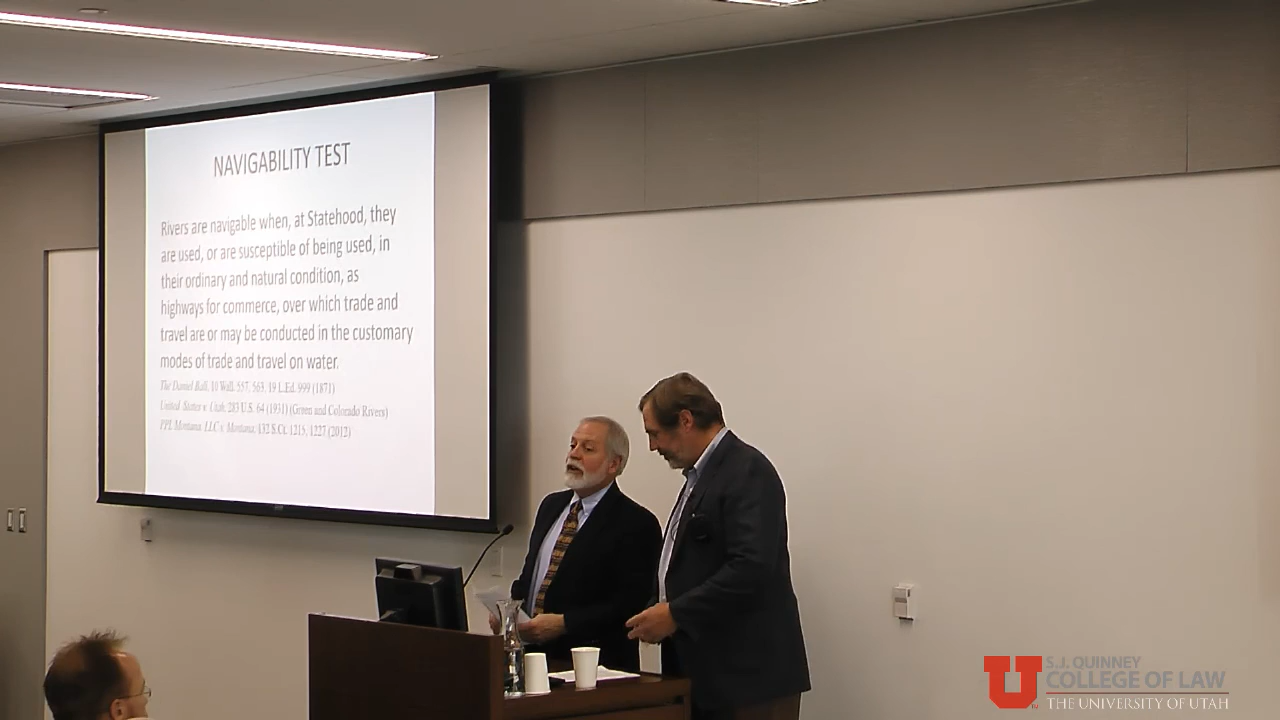 NAVIGABILITY TEST
Rivers are navigable when, at Statehood, they
are used, or are susceptible of being used, in
their ordinary and natural condition, as
highways for commerce, over which trade and
travel are or may be conducted in the customary
modes of trade and travel on water.
The Daniel Ball, 10 Wall. 557, 563, 19 L.Ed. 999 (1871)
United States v. Utah, 283 U.S. 64 (1931) (Green and Colorado Rivers)
PPL Montana, LLC v. Montana, 132 S.Ct. 1215, 1227 (2012)
U S.J. QUINNEY
COLLEGE OF LAW
THE UNIVERSITY OF UTAH